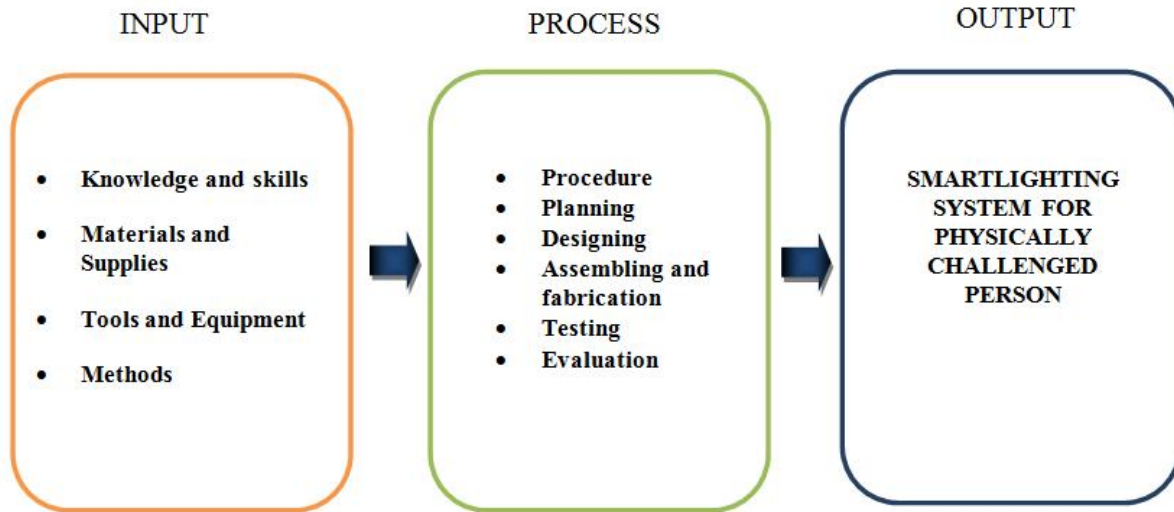 INPUT
• Knowledge and skills
• Materials and
Supplies
• Tools and Equipment
• Methods
PROCESS
• Procedure
• Planning
• Designing
• Assembling and
fabrication
• Testing
• Evaluation
OUTPUT
SMARTLIGHTING
SYSTEM FOR
PHYSICALLY
CHALLENGED
PERSON